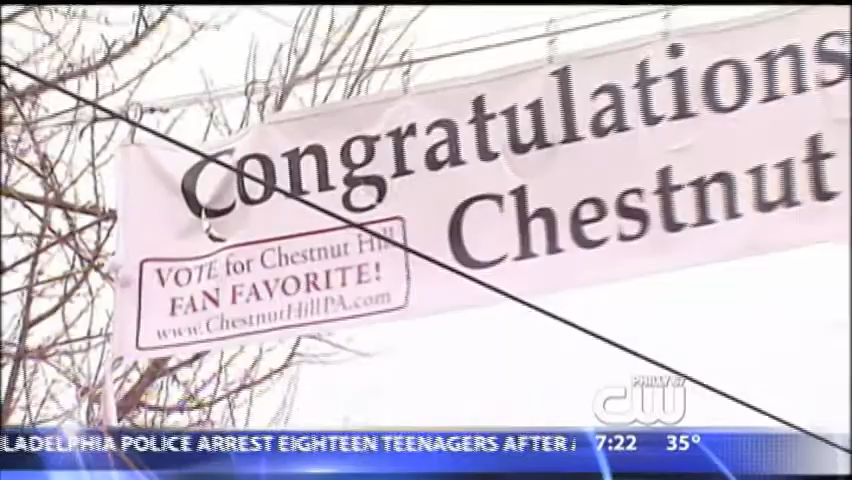 Congratulations
Chestnut
VOTE for Chestnut Hill
FAN FAVORITE!
www.ChestnutHillPA.com
PHILLY 57
CW
LADELPHIA POLICE ARREST EIGHTEEN TEENAGERS AFTER
7:22 35°